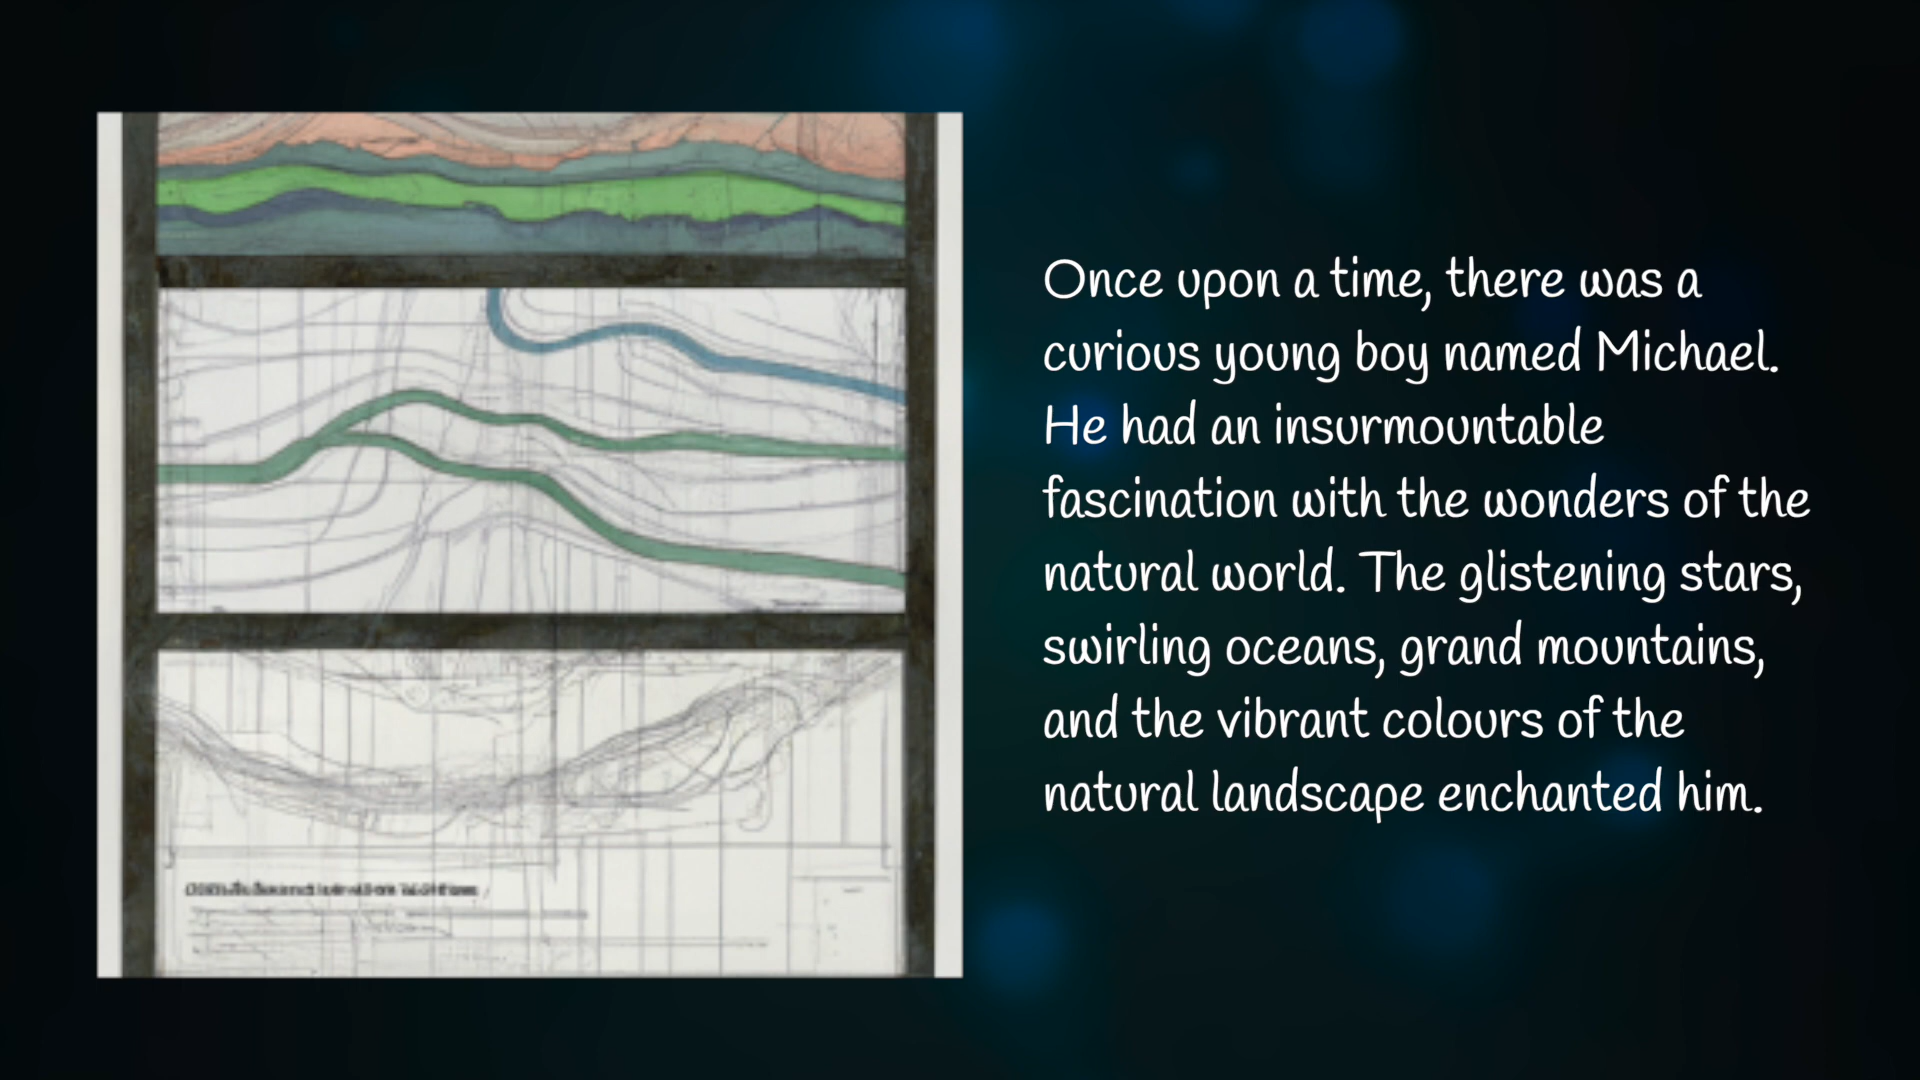 Once upon a time, there was a
curious young boy named Michael.
He had an insurmountable
fascination with the wonders of the
natural world. The glistening stars,
swirling oceans, grand mountains,
and the vibrant colours of the
natural landscape enchanted him.